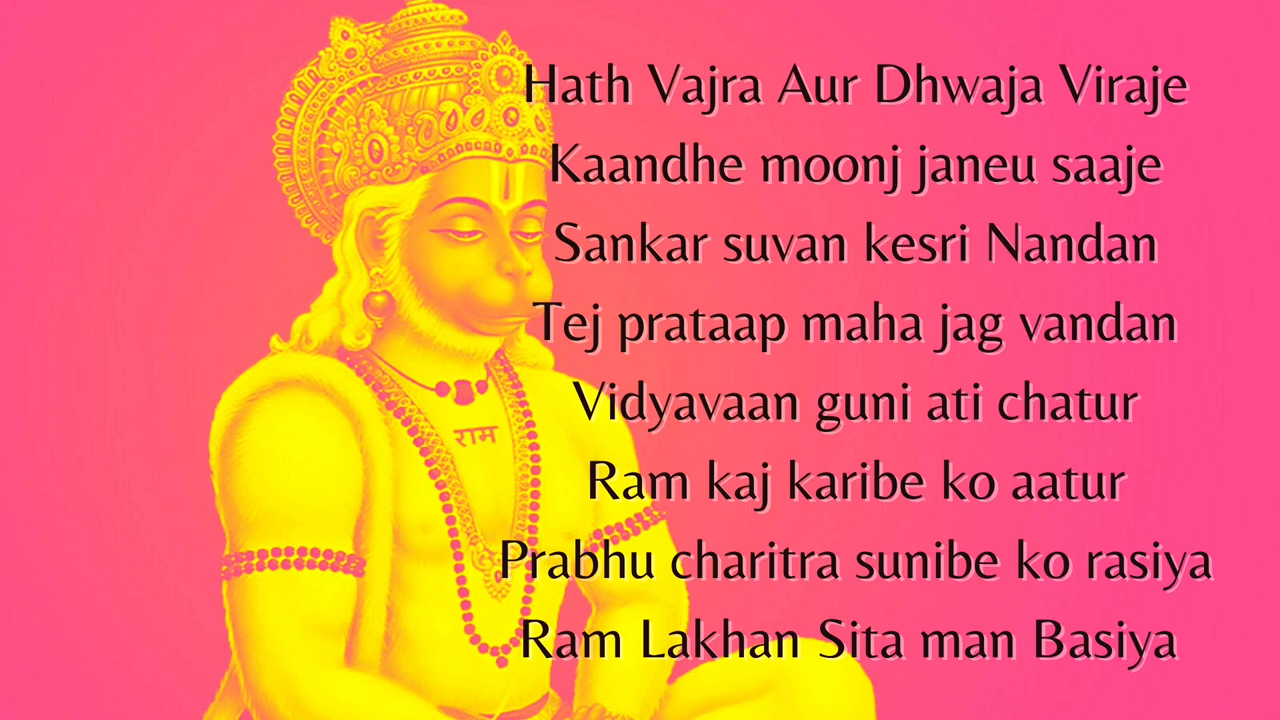 Hath Vajra Aur Dhwaja Viraje
Kaandhe moonj janeu saaje
Sankar suvan kesri Nandan
Tej prataap maha jag vandan
Vidyavaan guni ati chatur
राम
Ram kaj karibe ko aatur
Prabhu charitra sunibe ko rasiya
Ram Lakhan Sita man Basiya